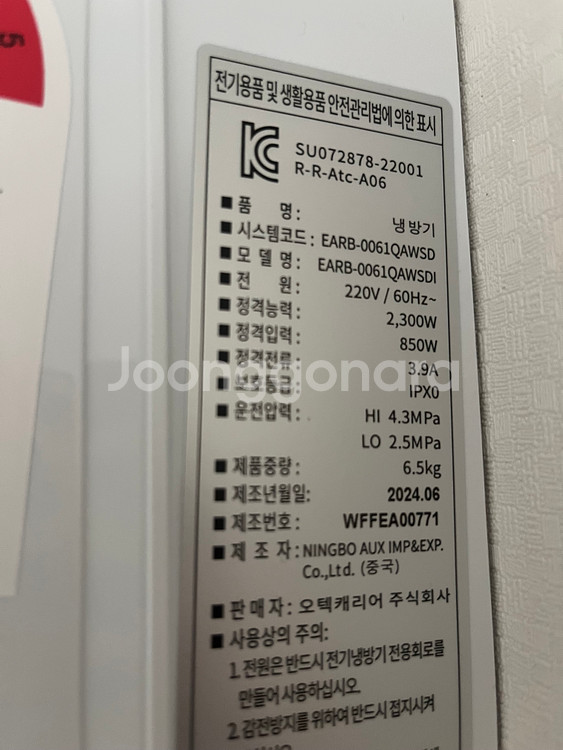 전기용품 및 생활용품 안전관리법에 의한 표시
SU072878-22001
R-R-Atc-A06
■ 품 명 : 냉방기
■ 시스템코드 : EARB-0061QAWSD
■ 모 델 명 : EARB-0061QAWSDI
■ 전 원 : 220V / 60Hz~
■ 정격능력 : 2,300W
■ 정격입력 : 850W
■ 정격전류 : 3.9A
■ 보호등급 : IPX0
■ 운전압력 : HI 4.3MPa
LO 2.5MPa
■ 제품중량 : 6.5kg
■ 제조년월일 : 2024.06
■ 제조번호 : WFFEA00771
■ 제 조 자 : NINGBO AUX IMP&EXP.
Co.,Ltd. (중국)
■ 판 매 자 : 오텍캐리어 주식회사
■ 사용상의 주의:
1. 전원은 반드시 전기냉방기 전용회로를
만들어 사용하십시오.
2. 감전방지를 위하여 반드시 접지시켜
Joonggonara
5